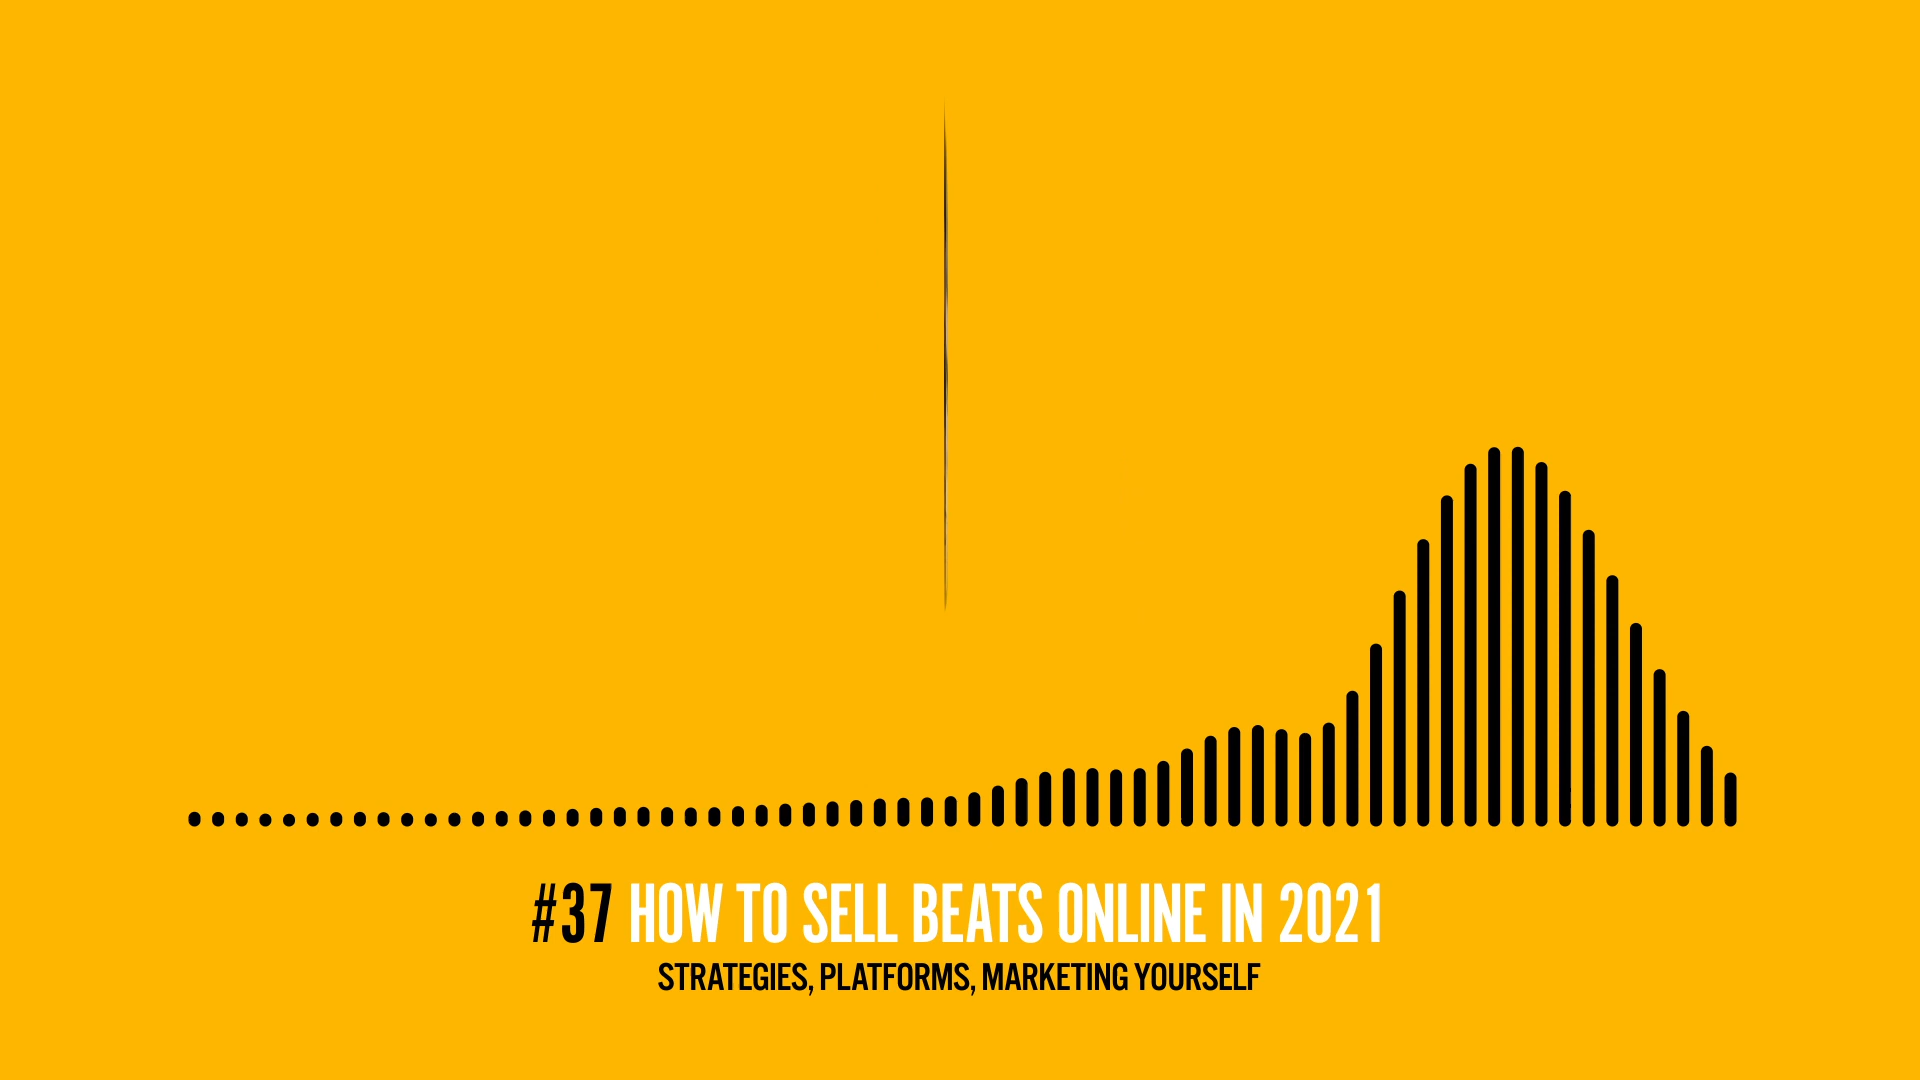 #37 HOW TO SELL BEATS ONLINE IN 2021
STRATEGIES, PLATFORMS, MARKETING YOURSELF